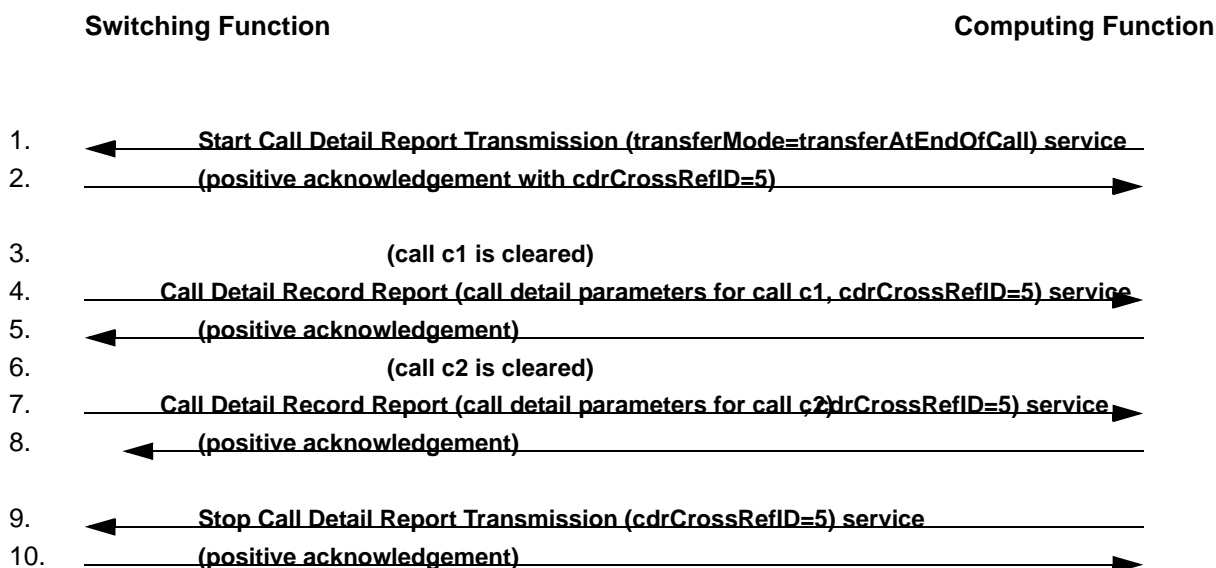 Switching Function Computing Function
1. Start Call Detail Report Transmission (transferMode=transferAtEndOfCall) service
2. (positive acknowledgement with cdrCrossRefID=5)
3. (call c1 is cleared)
4. Call Detail Record Report (call detail parameters for call c1, cdrCrossRefID=5) service
5. (positive acknowledgement)
6. (call c2 is cleared)
7. Call Detail Record Report (call detail parameters for call c2), cdrCrossRefID=5) service
8. (positive acknowledgement)
9. Stop Call Detail Report Transmission (cdrCrossRefID=5) service
10. (positive acknowledgement)